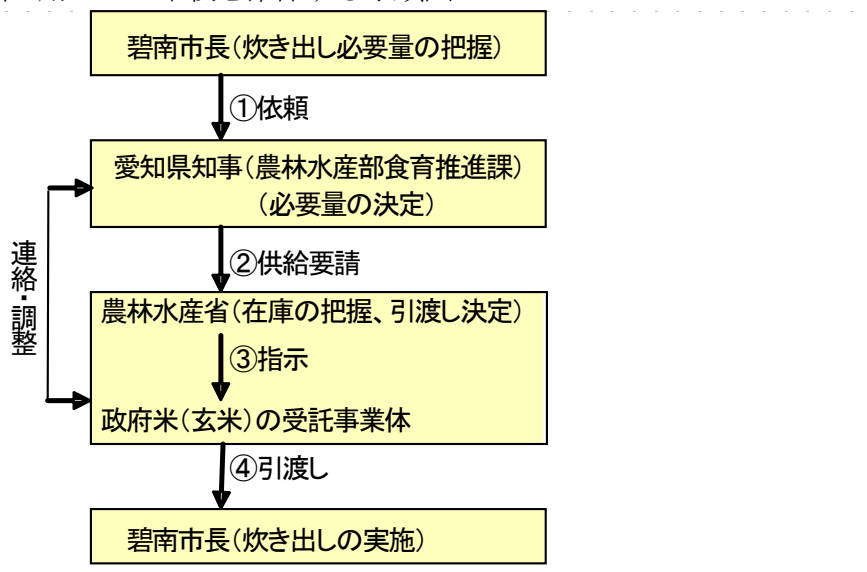 碧南市長(炊き出し必要量の把握)
①依頼
愛知県知事(農林水産部食育推進課)
(必要量の決定)
②供給要請
連絡・調整
農林水産省(在庫の把握、引渡し決定)
③指示
政府米(玄米)の受託事業体
④引渡し
碧南市長(炊き出しの実施)